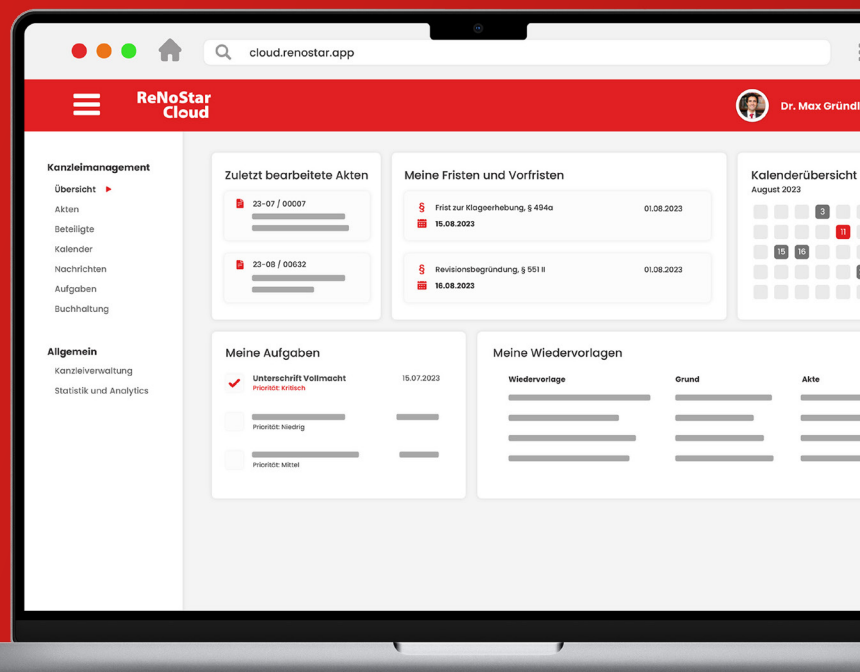 cloud.renostar.app
ReNoStar
Cloud
Dr. Max Gründl
Kanzleimanagement
Übersicht
Akten
Beteiligte
Kalender
Nachrichten
Aufgaben
Buchhaltung
Allgemein
Kanzleiverwaltung
Statistik und Analytics
Zuletzt bearbeitete Akten
23-07 / 00007
23-08 / 00632
Meine Fristen und Vorfristen
§ Frist zur Klageerhebung, § 494a 01.08.2023
15.08.2023
§ Revisionsbegründung, § 551 II 01.08.2023
16.08.2023
Kalenderübersicht
August 2023
3
11
15 16
Meine Aufgaben
Unterschrift Vollmacht 15.07.2023
Priorität: Kritisch
Priorität: Niedrig
Priorität: Mittel
Meine Wiedervorlagen
Wiedervorlage Grund Akte